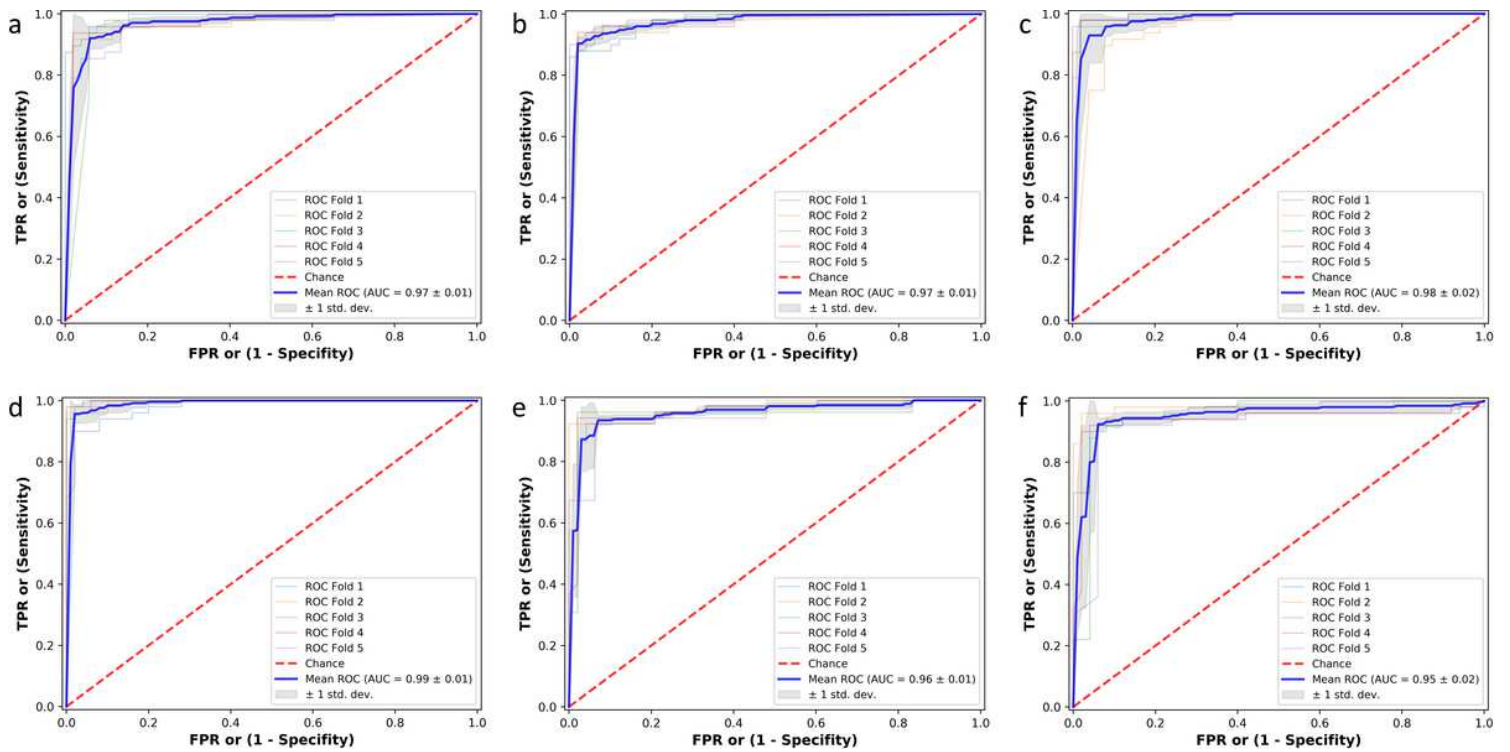 a
1.0
0.8
0.6
0.4
0.2
0.0
TPR or (Sensitivity)
ROC Fold 1
ROC Fold 2
ROC Fold 3
ROC Fold 4
ROC Fold 5
Chance
Mean ROC (AUC = 0.97 ± 0.01)
± 1 std. dev.
0.0 0.2 0.4 0.6 0.8 1.0
FPR or (1 - Specifity)
b
1.0
0.8
0.6
0.4
0.2
0.0
TPR or (Sensitivity)
ROC Fold 1
ROC Fold 2
ROC Fold 3
ROC Fold 4
ROC Fold 5
Chance
Mean ROC (AUC = 0.97 ± 0.01)
± 1 std. dev.
0.0 0.2 0.4 0.6 0.8 1.0
FPR or (1 - Specifity)
c
1.0
0.8
0.6
0.4
0.2
0.0
TPR or (Sensitivity)
ROC Fold 1
ROC Fold 2
ROC Fold 3
ROC Fold 4
ROC Fold 5
Chance
Mean ROC (AUC = 0.98 ± 0.02)
± 1 std. dev.
0.0 0.2 0.4 0.6 0.8 1.0
FPR or (1 - Specifity)
d
1.0
0.8
0.6
0.4
0.2
0.0
TPR or (Sensitivity)
ROC Fold 1
ROC Fold 2
ROC Fold 3
ROC Fold 4
ROC Fold 5
Chance
Mean ROC (AUC = 0.99 ± 0.01)
± 1 std. dev.
0.0 0.2 0.4 0.6 0.8 1.0
FPR or (1 - Specifity)
e
1.0
0.8
0.6
0.4
0.2
0.0
TPR or (Sensitivity)
ROC Fold 1
ROC Fold 2
ROC Fold 3
ROC Fold 4
ROC Fold 5
Chance
Mean ROC (AUC = 0.96 ± 0.01)
± 1 std. dev.
0.0 0.2 0.4 0.6 0.8 1.0
FPR or (1 - Specifity)
f
1.0
0.8
0.6
0.4
0.2
0.0
TPR or (Sensitivity)
ROC Fold 1
ROC Fold 2
ROC Fold 3
ROC Fold 4
ROC Fold 5
Chance
Mean ROC (AUC = 0.95 ± 0.02)
± 1 std. dev.
0.0 0.2 0.4 0.6 0.8 1.0
FPR or (1 - Specifity)